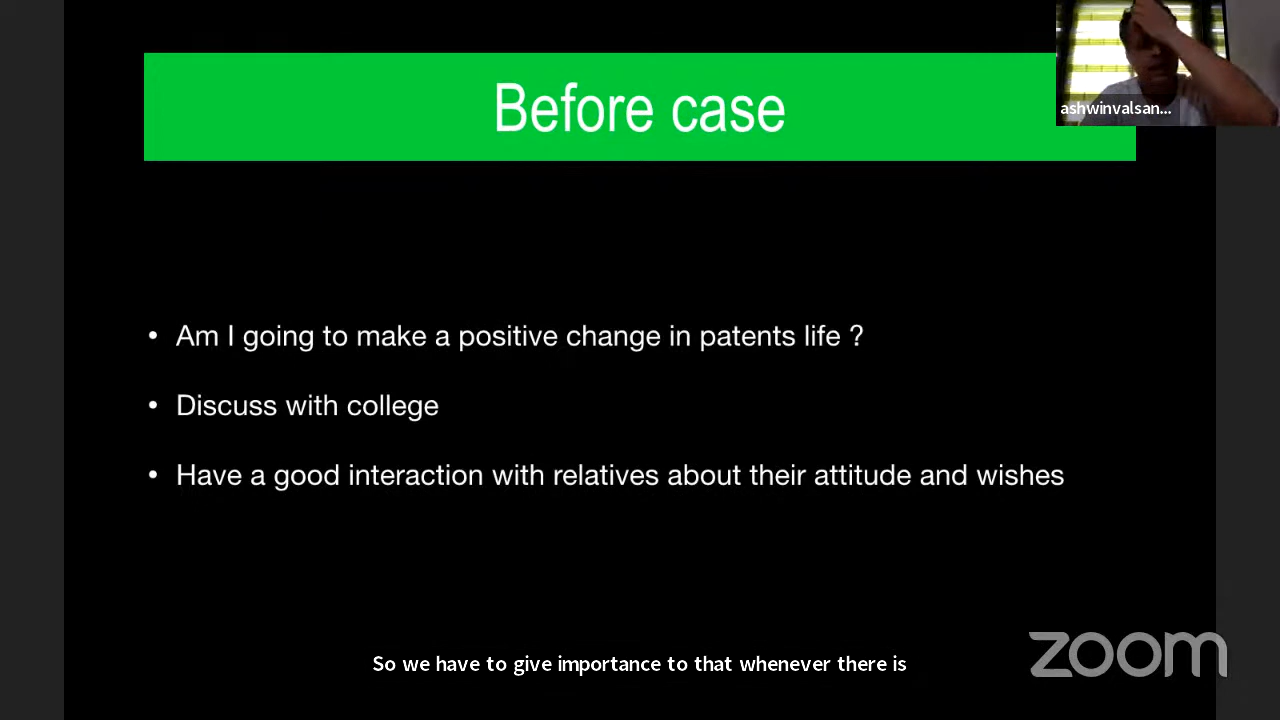 Before case
ashwinvalsan...
• Am I going to make a positive change in patents life ?
• Discuss with college
• Have a good interaction with relatives about their attitude and wishes
So we have to give importance to that whenever there is
zoom